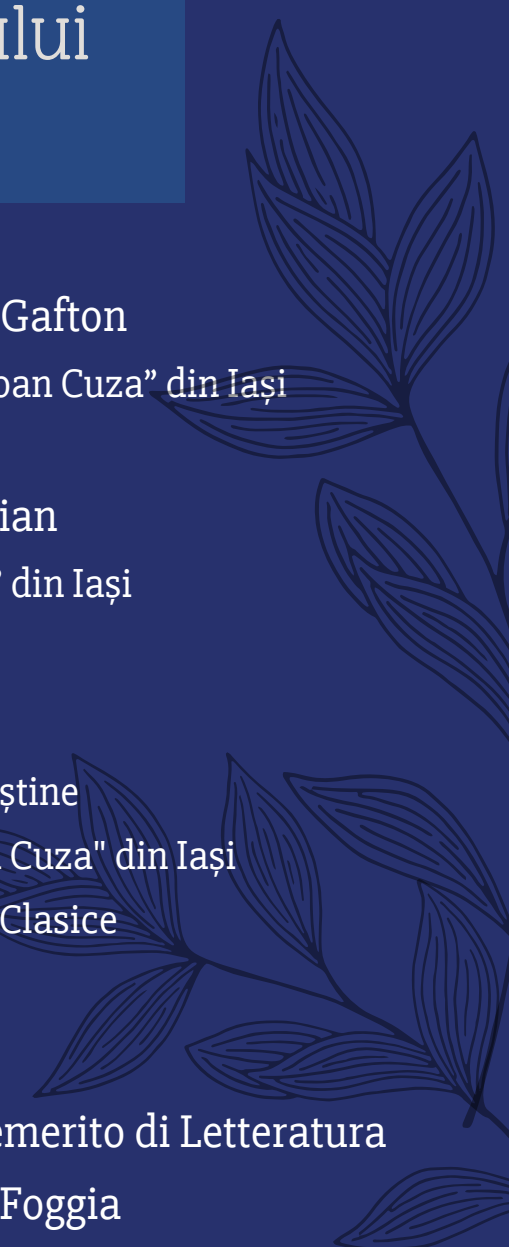 ului
Gafton
oan Cuza” din Iași
ian
” din Iași
știne
Cuza" din Iași
Clasice
emerito di Letteratura
Foggia